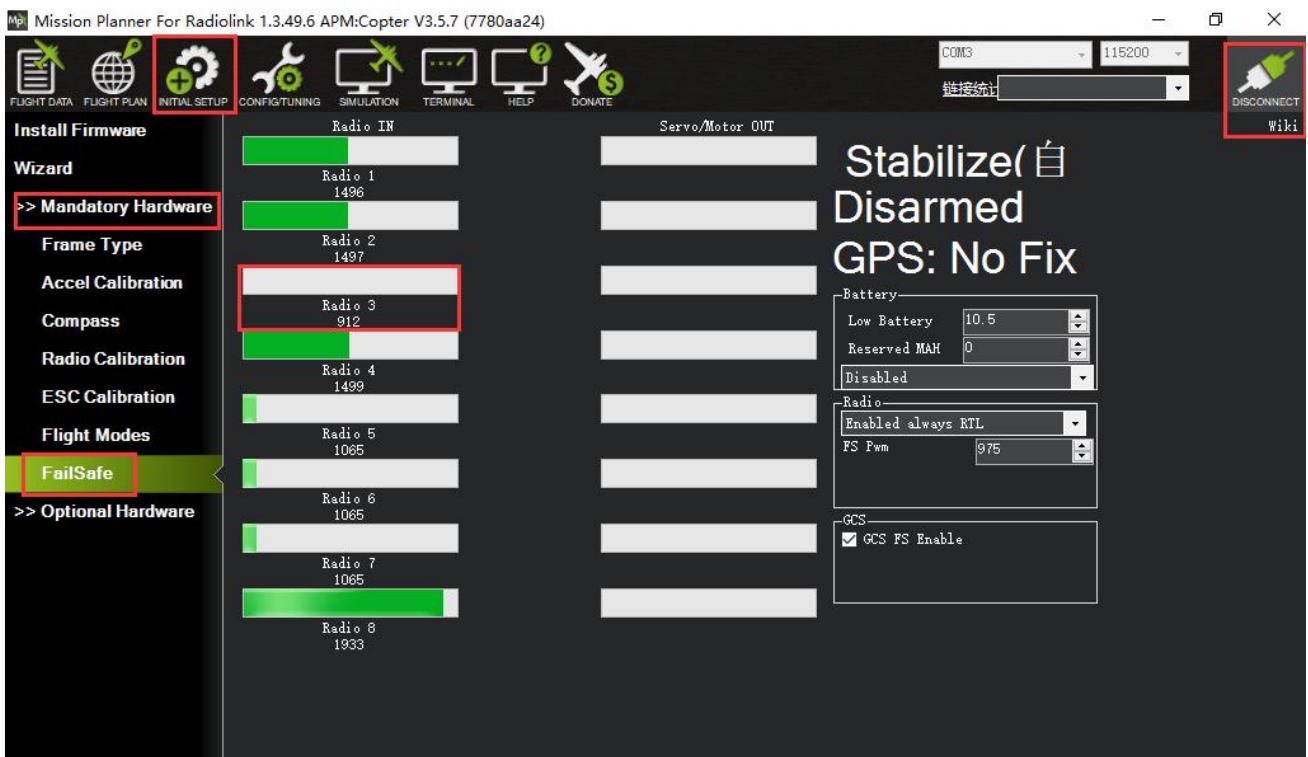 Mission Planner For Radiolink 1.3.49.6 APM:Copter V3.5.7 (7780aa24)
FLIGHT DATA
FLIGHT PLAN
INITIAL SETUP
CONFIG/TUNING
SIMULATION
TERMINAL
HELP
DONATE
COM3
115200
链接统计
DISCONNECT
Install Firmware
Wizard
>> Mandatory Hardware
Frame Type
Accel Calibration
Compass
Radio Calibration
ESC Calibration
Flight Modes
FailSafe
>> Optional Hardware
Radio IN
Radio 1
1496
Radio 2
1497
Radio 3
912
Radio 4
1499
Radio 5
1065
Radio 6
1065
Radio 7
1065
Radio 8
1933
Servo/Motor OUT
Wiki
Stabilize(自
Disarmed
GPS: No Fix
Battery
Low Battery 10.5
Reserved MAH 0
Disabled
Radio
Enabled always RTL
FS Pwm 975
GCS
GCS FS Enable